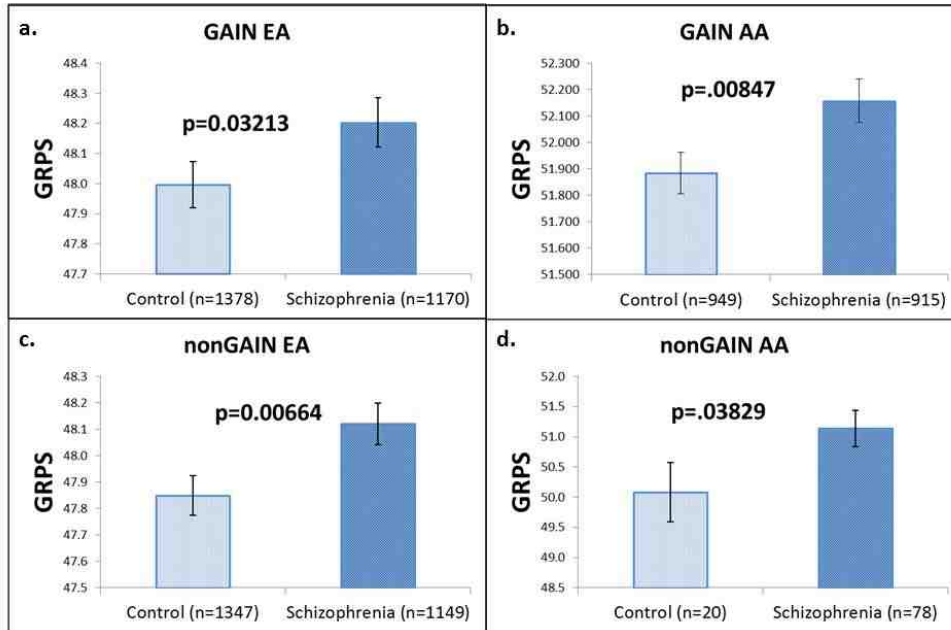 a.
GAIN EA
GRPS
48.4
48.3
48.2
48.1
48.0
47.9
47.8
47.7
p=0.03213
Control (n=1378) Schizophrenia (n=1170)
b.
GAIN AA
GRPS
52.300
52.200
52.100
52.000
51.900
51.800
51.700
51.600
51.500
p=.00847
Control (n=949) Schizophrenia (n=915)
c.
nonGAIN EA
GRPS
48.3
48.2
48.1
48.0
47.9
47.8
47.7
47.6
47.5
p=0.00664
Control (n=1347) Schizophrenia (n=1149)
d.
nonGAIN AA
GRPS
52.0
51.5
51.0
50.5
50.0
49.5
49.0
48.5
p=.03829
Control (n=20) Schizophrenia (n=78)